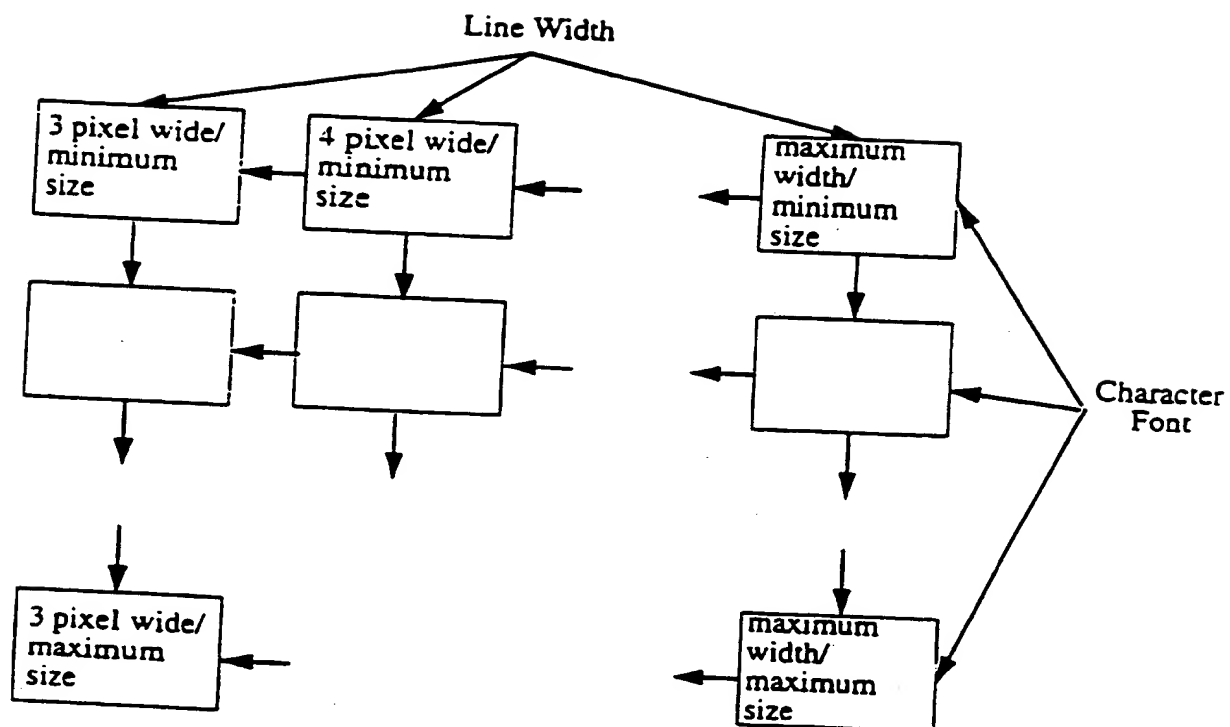 Line Width
3 pixel wide/
minimum
size
4 pixel wide/
minimum
size
maximum
width/
minimum
size
Character
Font
3 pixel wide/
maximum
size
maximum
width/
maximum
size